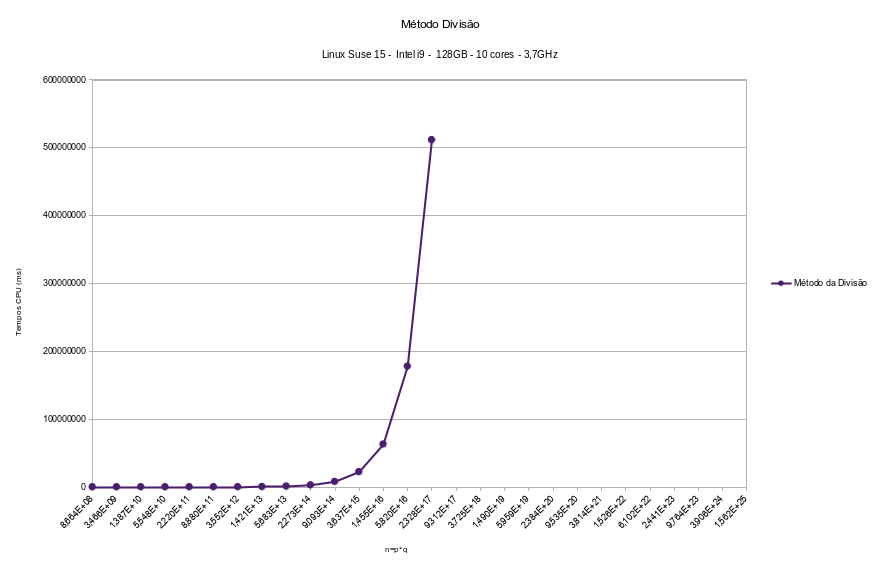 Método Divisão
Linux Suse 15 - Intel i9 - 128GB - 10 cores - 3,7GHz
600000000
500000000
400000000
300000000
200000000
100000000
0
Tempos CPU (ms)
Método da Divisão
8,664E+08
3,466E+09
1,387E+10
5,548E+10
2,220E+11
8,880E+11
3,552E+12
1,421E+13
5,683E+13
2,273E+14
9,093E+14
3,637E+15
1,455E+16
5,820E+16
2,328E+17
9,312E+17
3,725E+18
1,490E+19
5,959E+19
2,384E+20
9,535E+20
3,814E+21
1,526E+22
6,102E+22
2,441E+23
9,764E+23
3,906E+24
1,562E+25
n=p*q